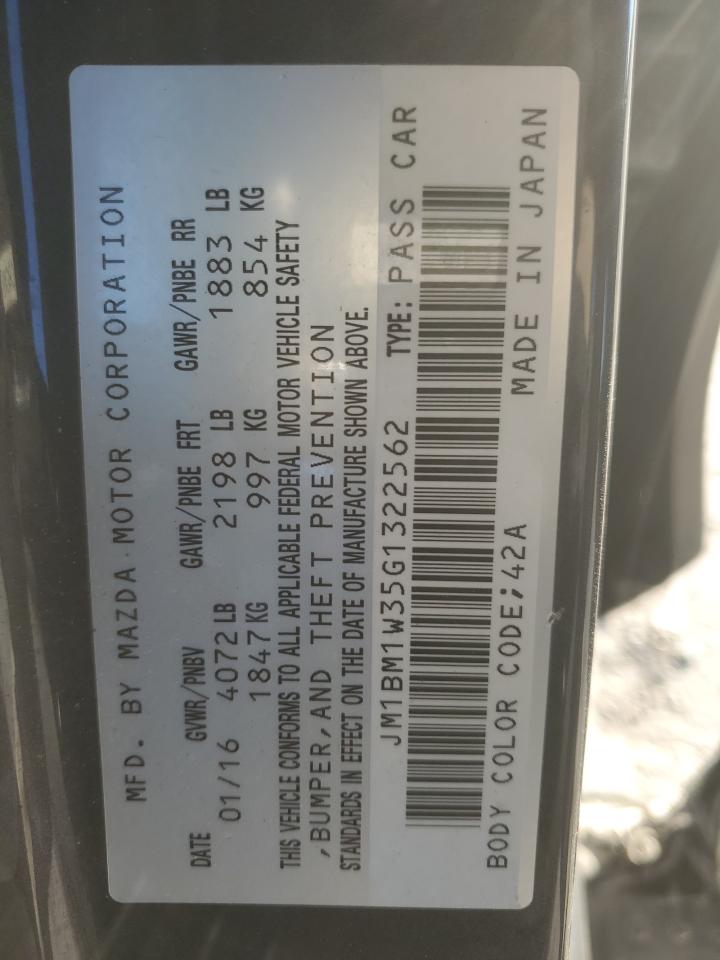 MFD. BY MAZDA MOTOR CORPORATION
DATE GVWR/PNBV GAWR/PNBE FRT GAWR/PNBE RR
01/16 4072 LB 2198 LB 1883 LB
1847 KG 997 KG 854 KG
THIS VEHICLE CONFORMS TO ALL APPLICABLE FEDERAL MOTOR VEHICLE SAFETY
,BUMPER,AND THEFT PREVENTION
STANDARDS IN EFFECT ON THE DATE OF MANUFACTURE SHOWN ABOVE.
JM1BM1W35G1322562 TYPE: PASS CAR
BODY COLOR CODE;42A MADE IN JAPAN